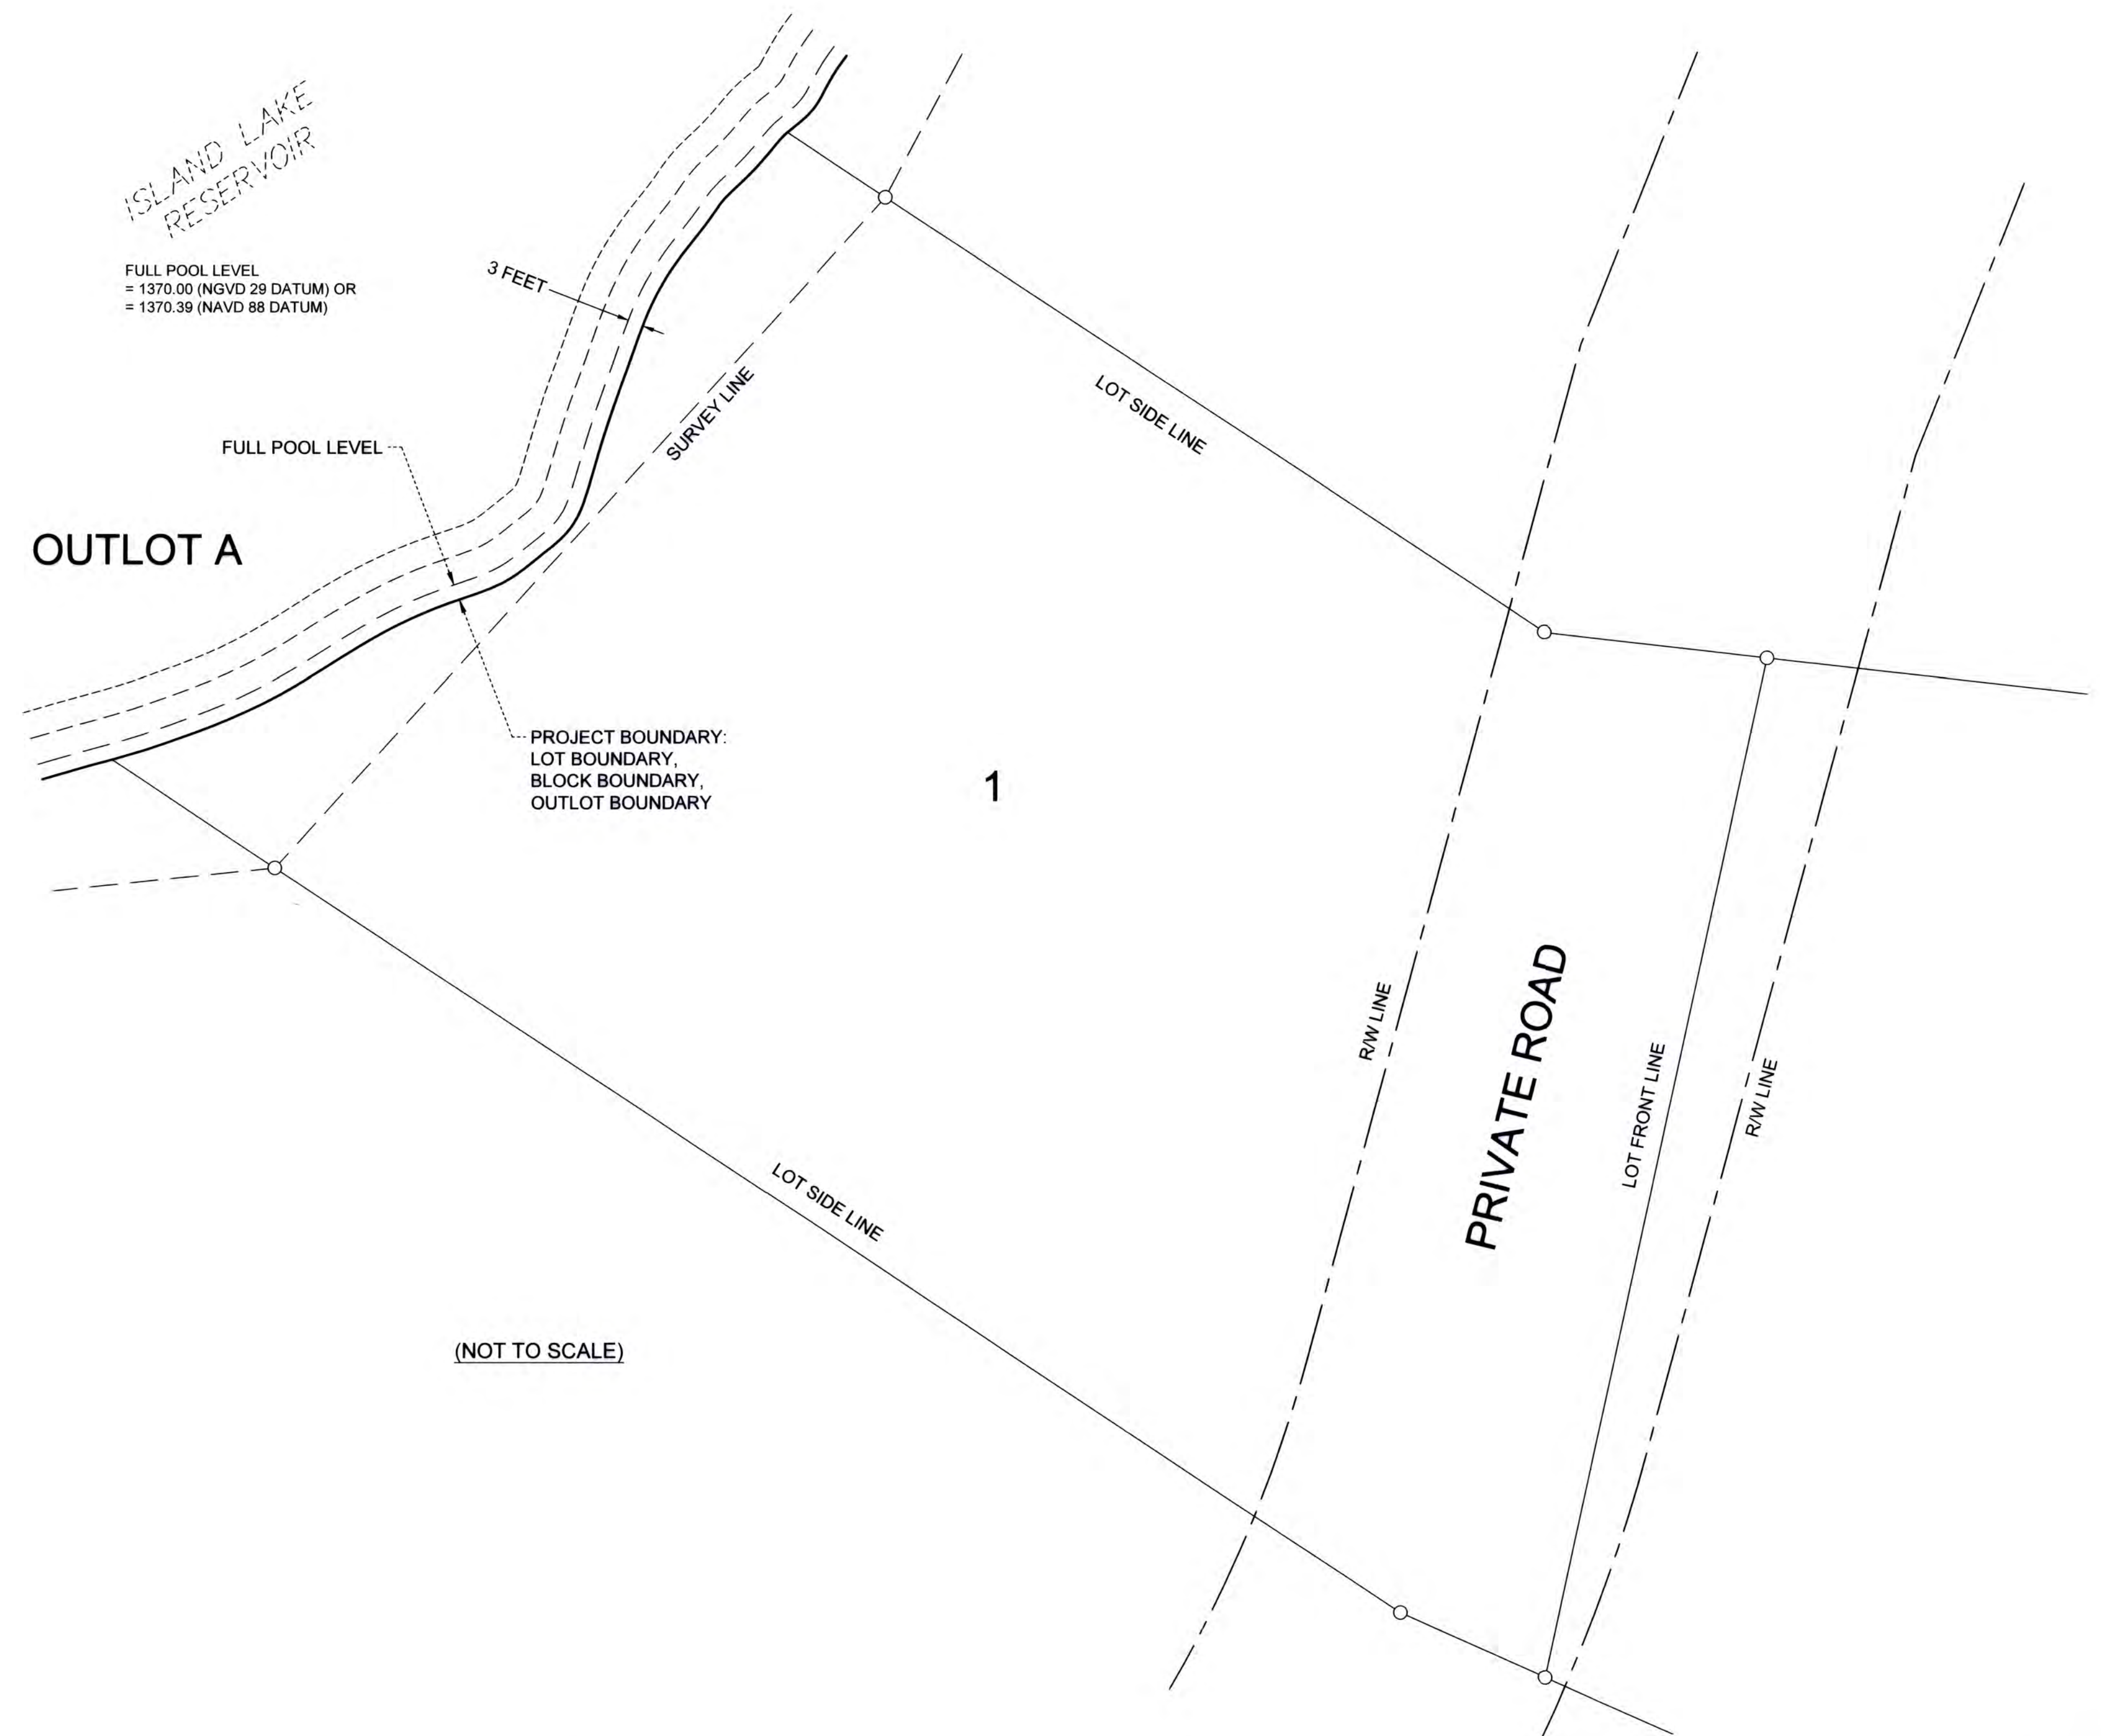 ISLAND LAKE
RESERVOIR
FULL POOL LEVEL
= 1370.00 (NGVD 29 DATUM) OR
= 1370.39 (NAVD 88 DATUM)
3 FEET
SURVEY LINE
LOT SIDE LINE
FULL POOL LEVEL
OUTLOT A
PROJECT BOUNDARY:
LOT BOUNDARY,
BLOCK BOUNDARY,
OUTLOT BOUNDARY
1
R/W LINE
PRIVATE ROAD
LOT FRONT LINE
R/W LINE
LOT SIDE LINE
(NOT TO SCALE)